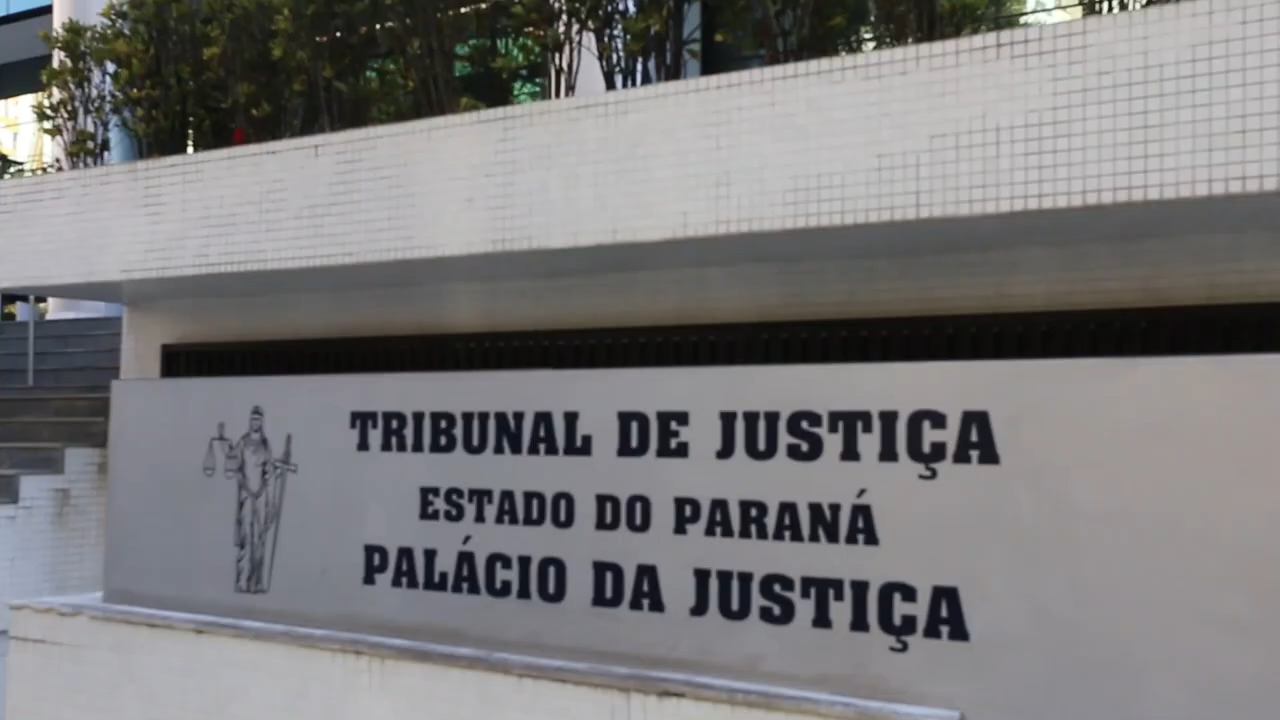 TRIBUNAL DE JUSTIÇA
ESTADO DO PARANÁ
PALÁCIO DA JUSTIÇA